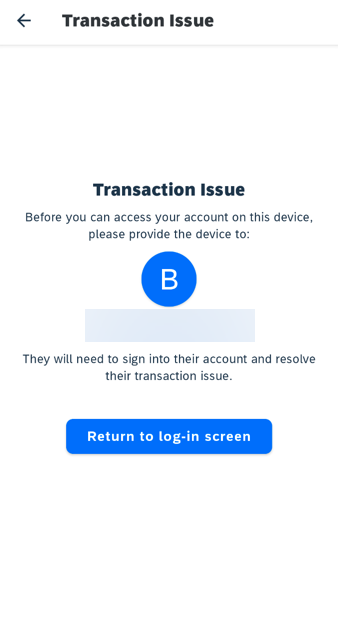 Transaction Issue
Transaction Issue
Before you can access your account on this device,
please provide the device to:
B
They will need to sign into their account and resolve
their transaction issue.
Return to log-in screen